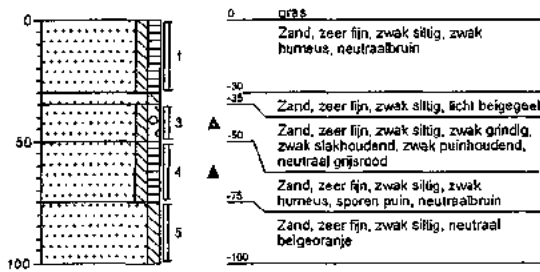 0
50
100
1
3
4
5
0
gras
Zand, zeer fijn, zwak siltig, zwak
humeus, neutraalbruin
-30
-35
Zand, zeer fijn, zwak siltig, licht beigegeel
Zand, zeer fijn, zwak siltig, zwak grindig,
zwak slakhoudend, zwak puinhoudend,
neutraal grijsrood
-50
Zand, zeer fijn, zwak siltig, zwak
humeus, sporen puin, neutraalbruin
-75
Zand, zeer fijn, zwak siltig, neutraal
beigeoranje
-100